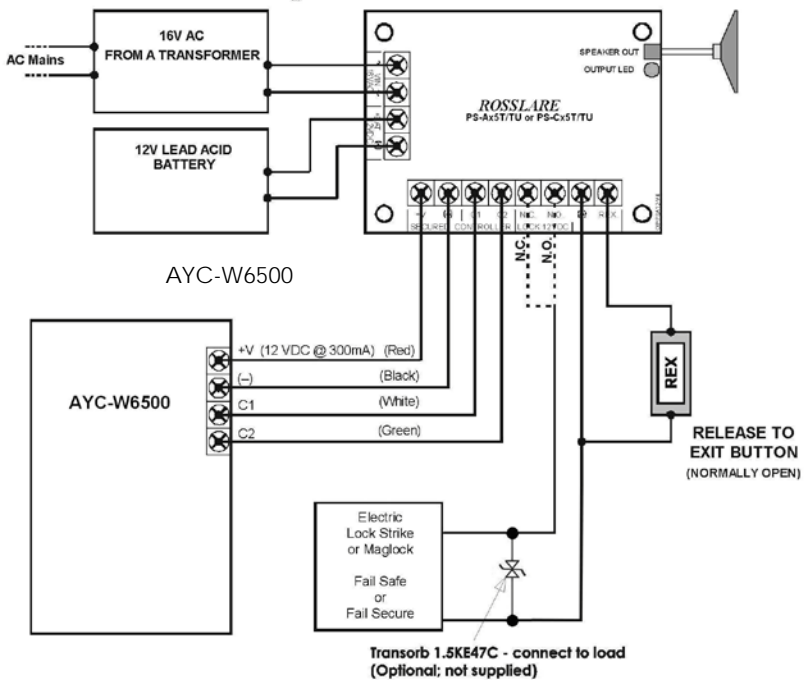 16V AC
FROM A TRANSFORMER
AC Mains
12V LEAD ACID
BATTERY
SPEAKER OUT
OUTPUT LED
ROSSLARE
PS-Ax5T/TU or PS-Cx5T/TU
+V (-) C1 C2 N.C. N.O. (-) REX
SECURED CONTROLLER LOCK 12VDC
N.C.
N.O.
AYC-W6500
+V (12 VDC @ 300mA) (Red)
(–) (Black)
C1 (White)
C2 (Green)
AYC-W6500
REX
RELEASE TO
EXIT BUTTON
(NORMALLY OPEN)
Electric
Lock Strike
or Maglock
Fail Safe
or
Fail Secure
Transorb 1.5KE47C - connect to load
(Optional; not supplied)